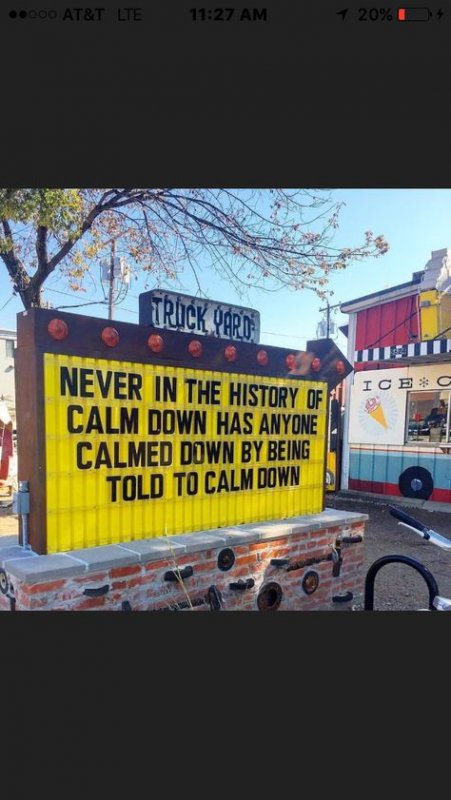 AT&T LTE 11:27 AM 20%
TRUCK YARD
NEVER IN THE HISTORY OF
CALM DOWN HAS ANYONE
CALMED DOWN BY BEING
TOLD TO CALM DOWN
ICE C